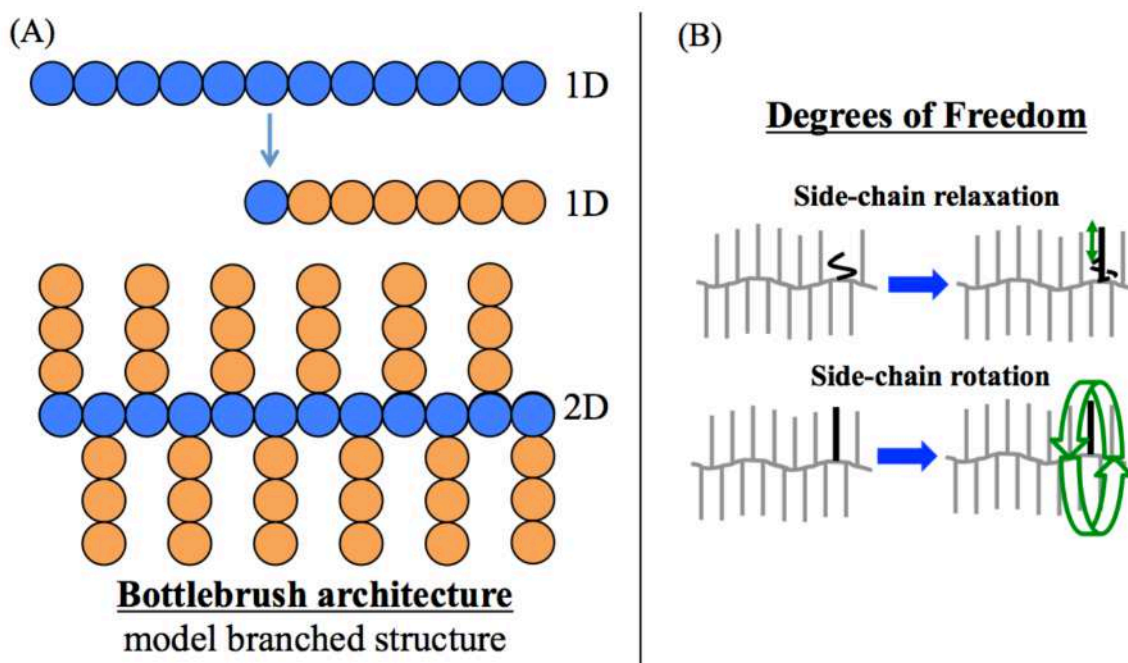 (A)
1D
1D
2D
Bottlebrush architecture
model branched structure
(B)
Degrees of Freedom
Side-chain relaxation
Side-chain rotation